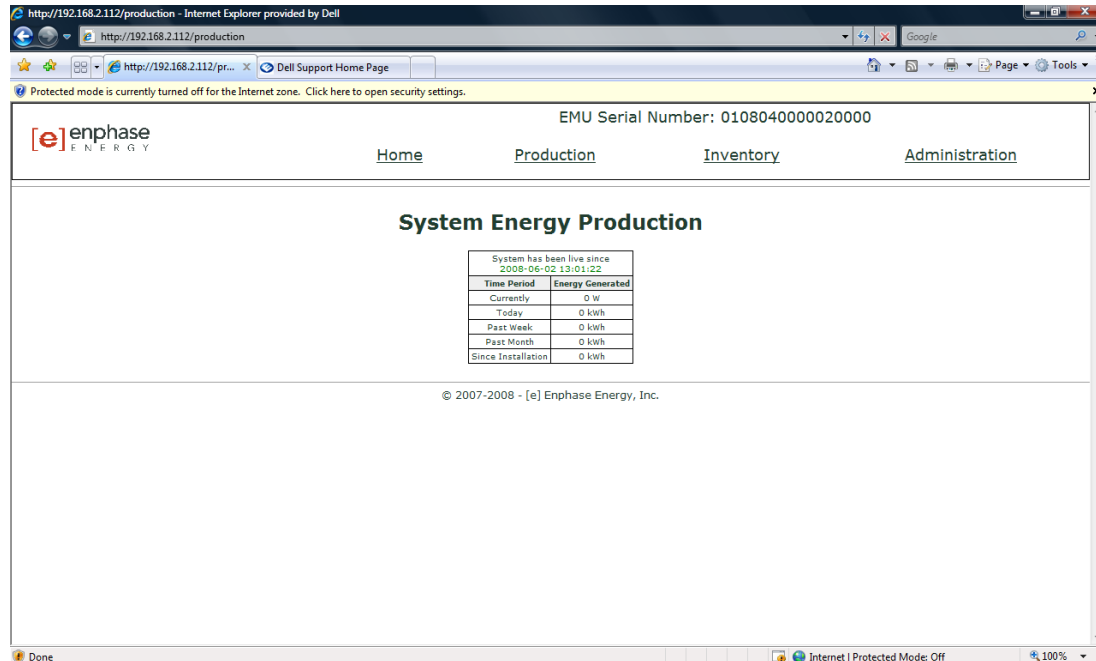 http://192.168.2.112/production - Internet Explorer provided by Dell
http://192.168.2.112/production
Google
http://192.168.2.112/pr...
Dell Support Home Page
Page
Tools
Protected mode is currently turned off for the Internet zone. Click here to open security settings.
[e] enphase
ENERGY
EMU Serial Number: 0108040000020000
Home Production Inventory Administration
System Energy Production
System has been live since
2008-06-02 13:01:22
Time Period Energy Generated
Currently 0 W
Today 0 kWh
Past Week 0 kWh
Past Month 0 kWh
Since Installation 0 kWh
© 2007-2008 - [e] Enphase Energy, Inc.
Done
Internet | Protected Mode: Off
100%